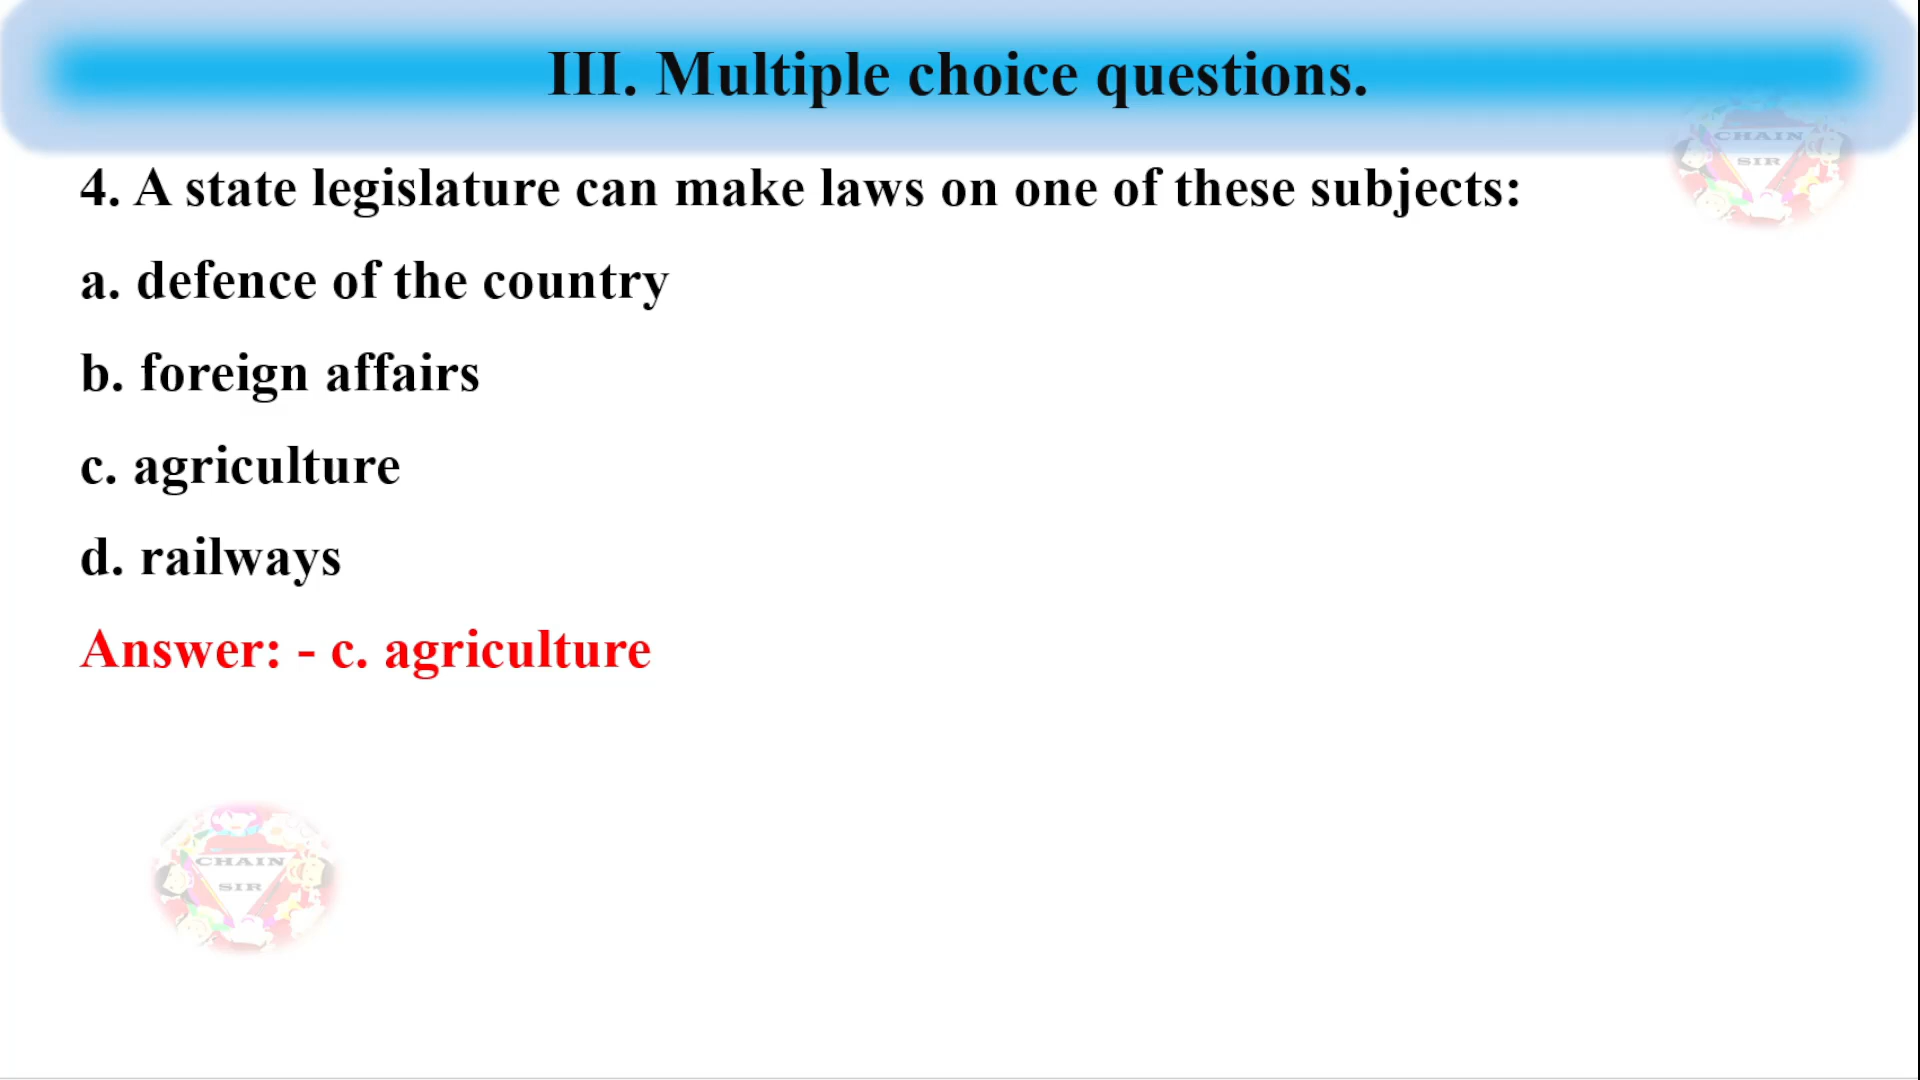 III. Multiple choice questions.
CHAIN
SIR
4. A state legislature can make laws on one of these subjects:
a. defence of the country
b. foreign affairs
c. agriculture
d. railways
Answer: - c. agriculture
CHAIN
SIR